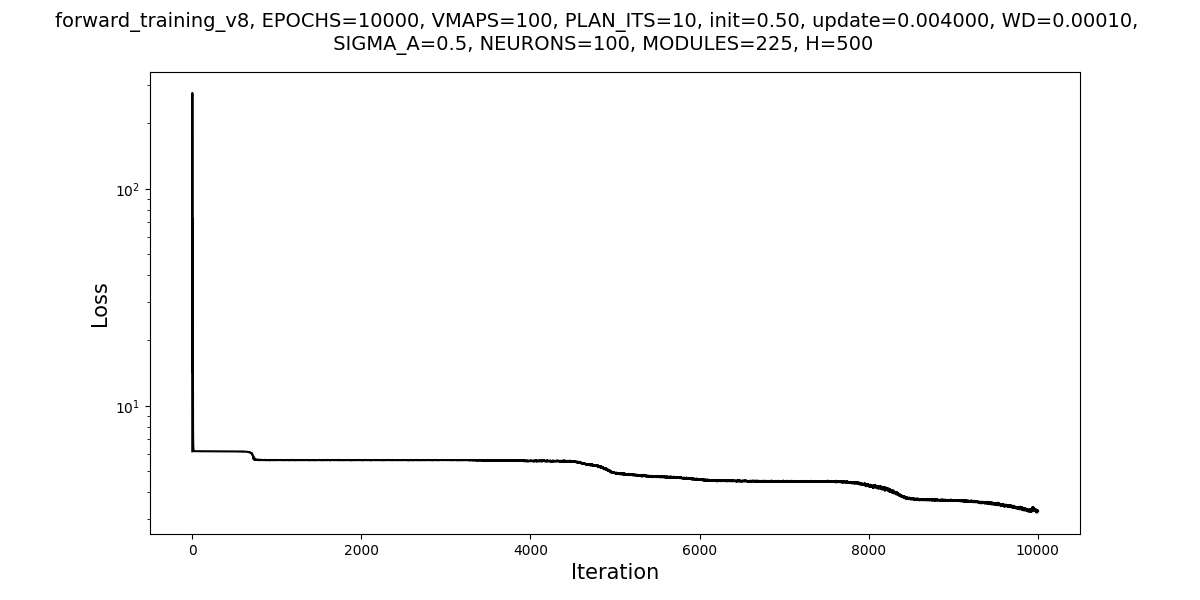 forward_training_v8, EPOCHS=10000, VMAPS=100, PLAN_ITS=10, init=0.50, update=0.004000, WD=0.00010,
SIGMA_A=0.5, NEURONS=100, MODULES=225, H=500
10²
10¹
Loss
0 2000 4000 6000 8000 10000
Iteration